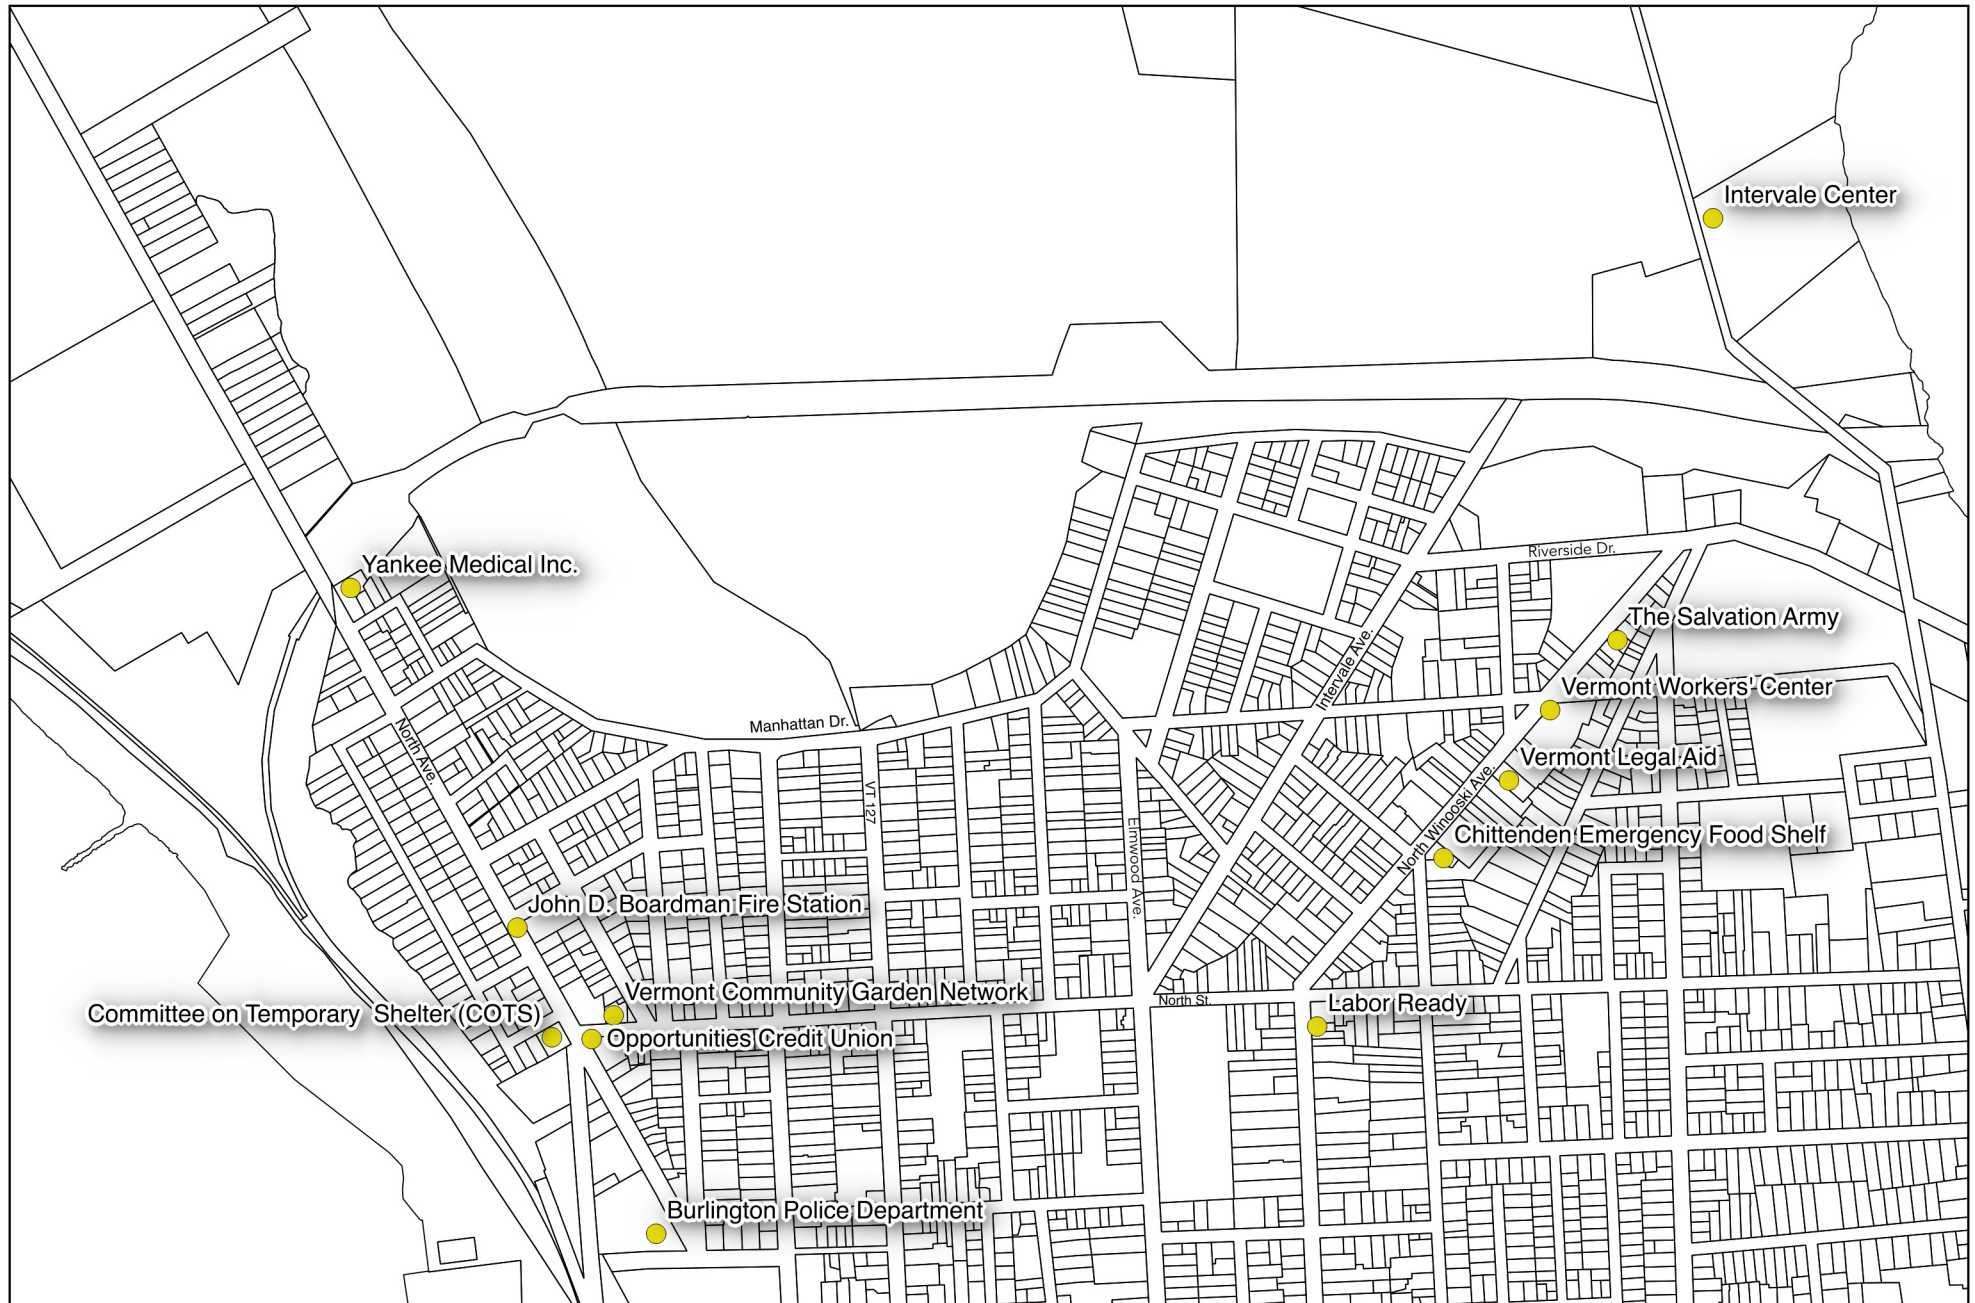 Intervale Center
Riverside Dr.
Yankee Medical Inc.
The Salvation Army
Intervale Ave.
Vermont Workers' Center
Manhattan Dr.
North Ave.
Vermont Legal Aid
VT 127
North Winooski Ave.
Chittenden Emergency Food Shelf
Elmwood Ave.
John D. Boardman Fire Station
Vermont Community Garden Network
North St.
Labor Ready
Committee on Temporary Shelter (COTS)
Opportunities Credit Union
Burlington Police Department